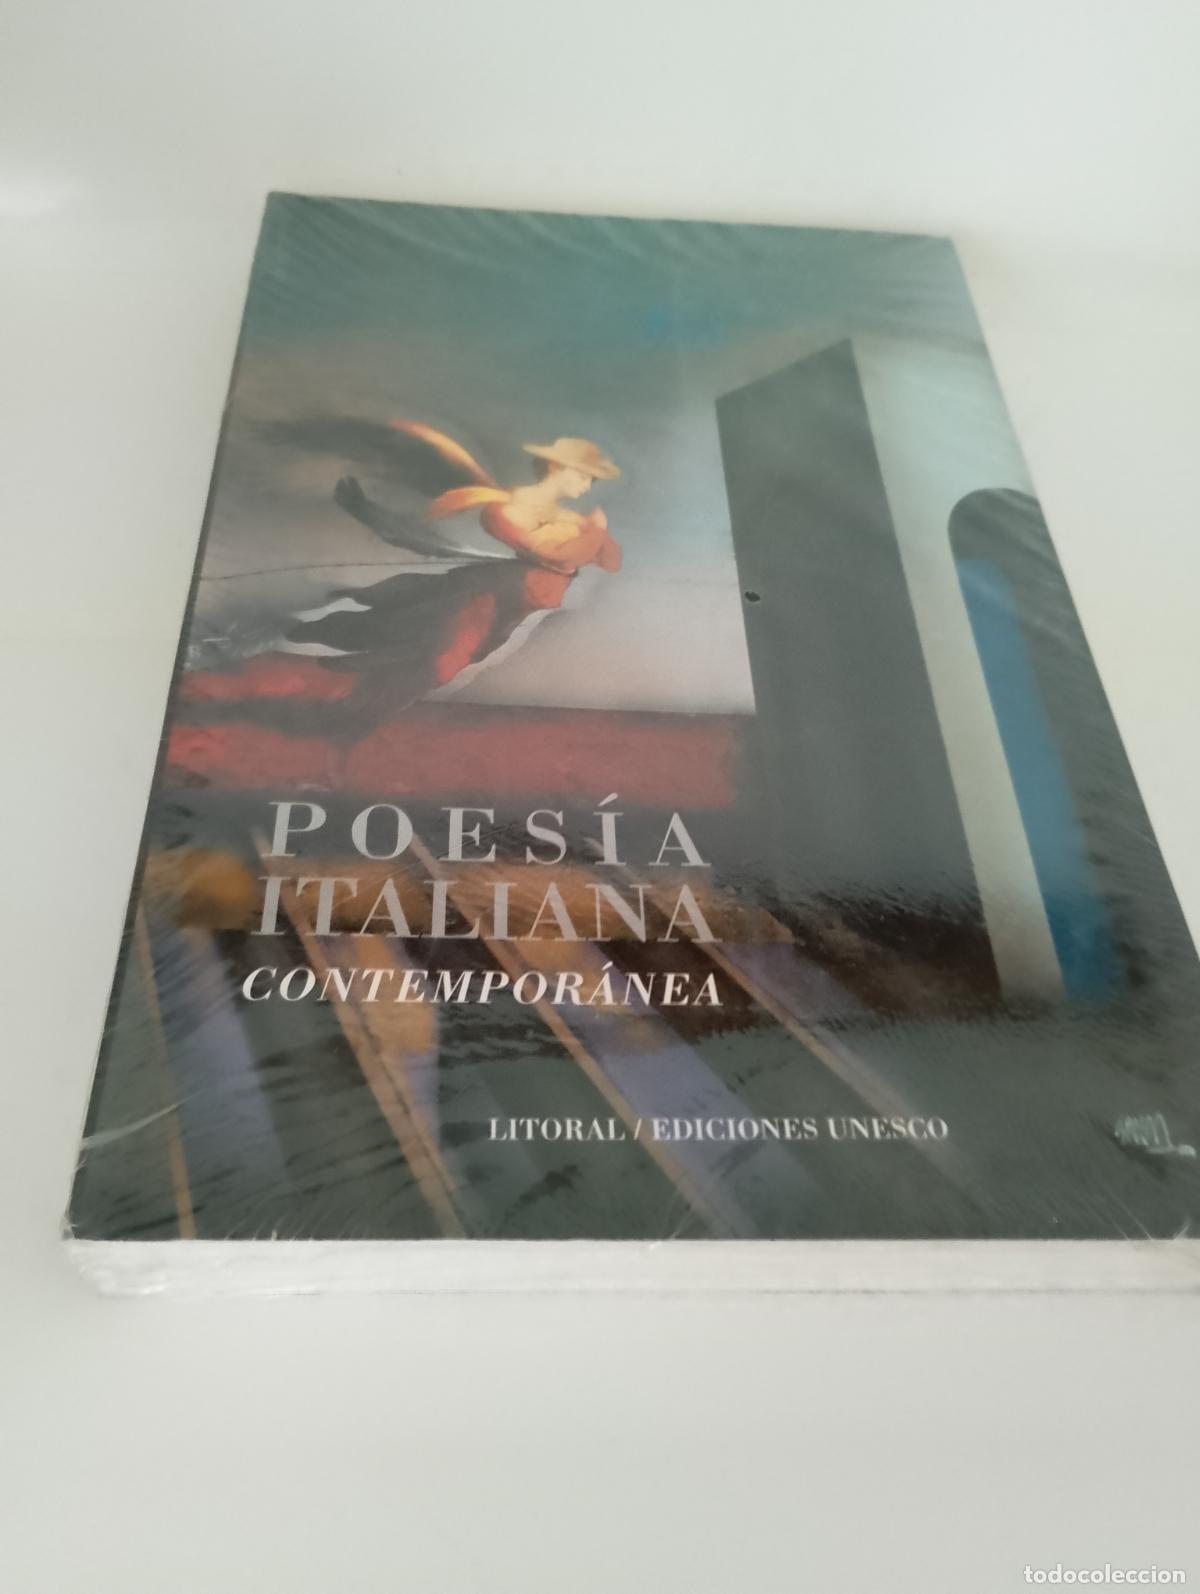 POESÍA
ITALIANA
CONTEMPORÁNEA
LITORAL / EDICIONES UNESCO
todocoleccion